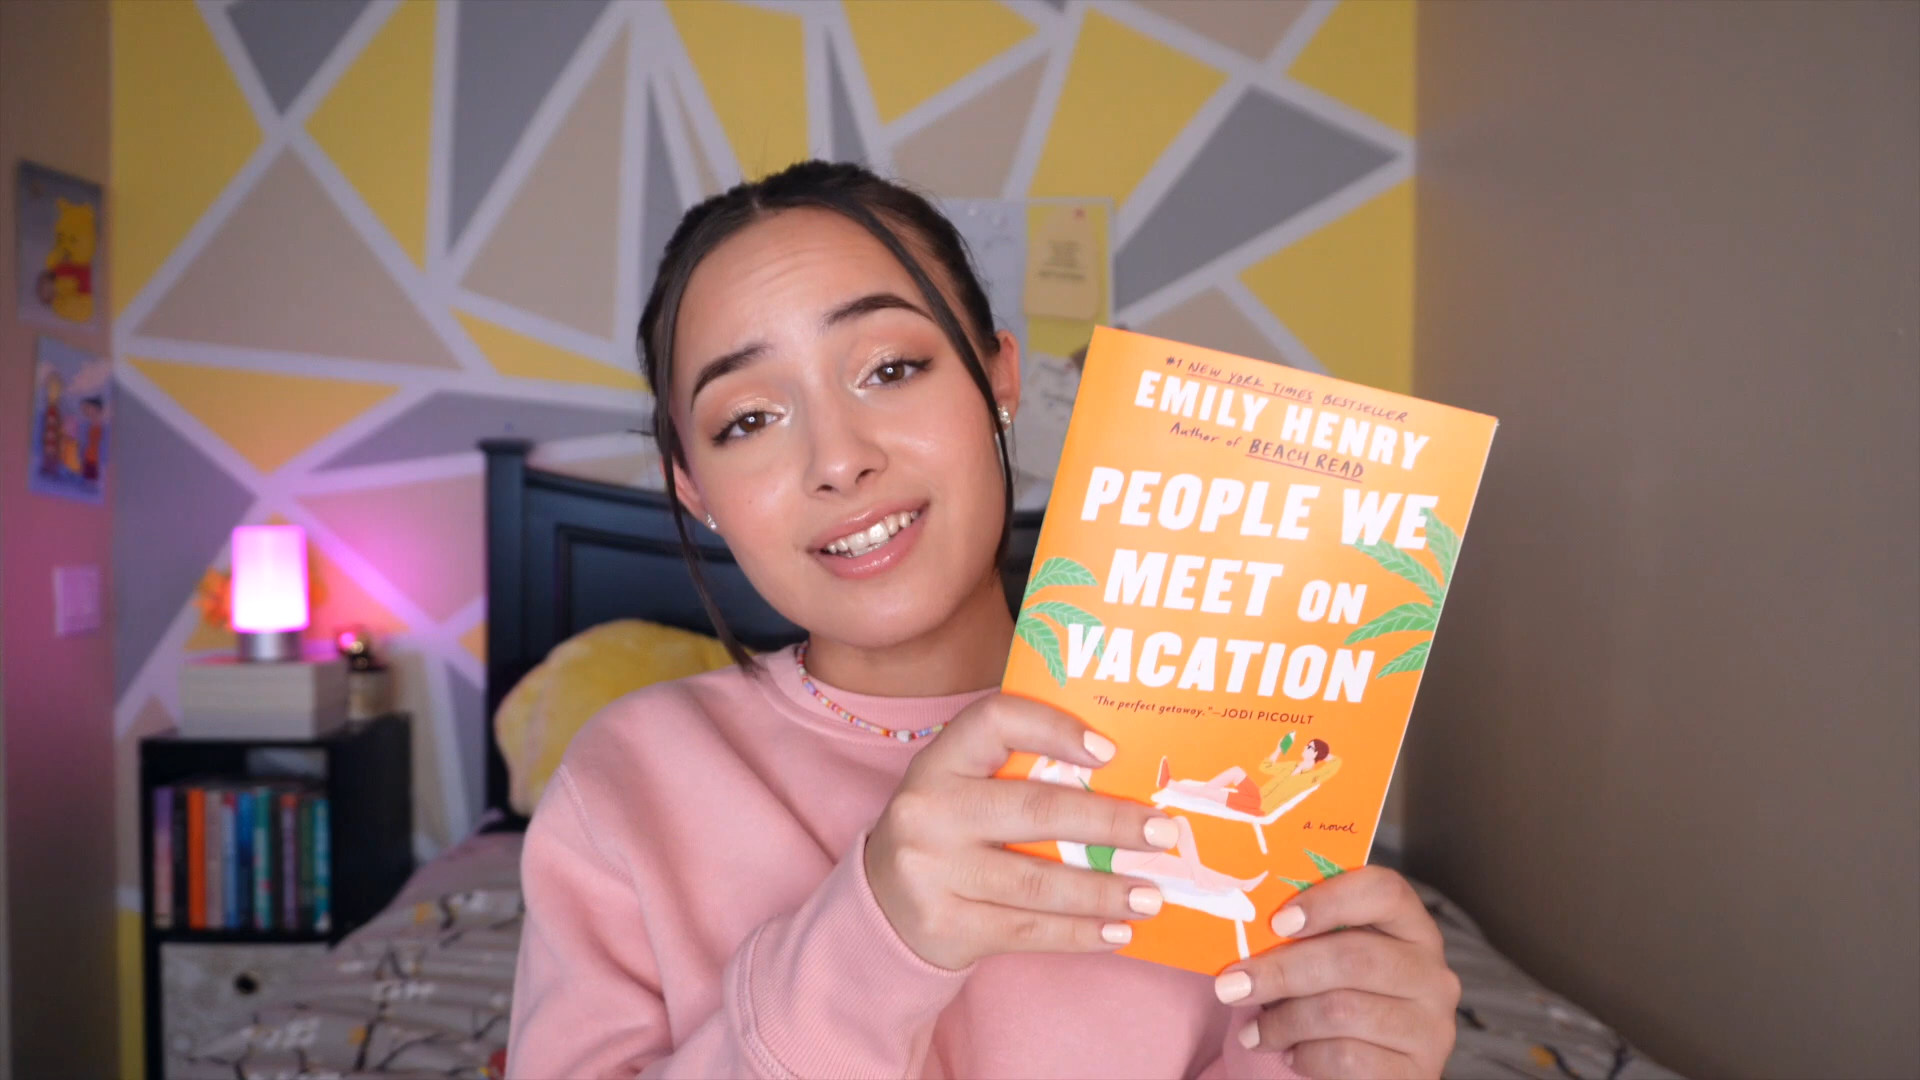 #1 NEW YORK TIMES BESTSELLER
EMILY HENRY
Author of BEACH READ
PEOPLE WE
MEET ON
VACATION
"The perfect getaway."—JODI PICOULT
a novel